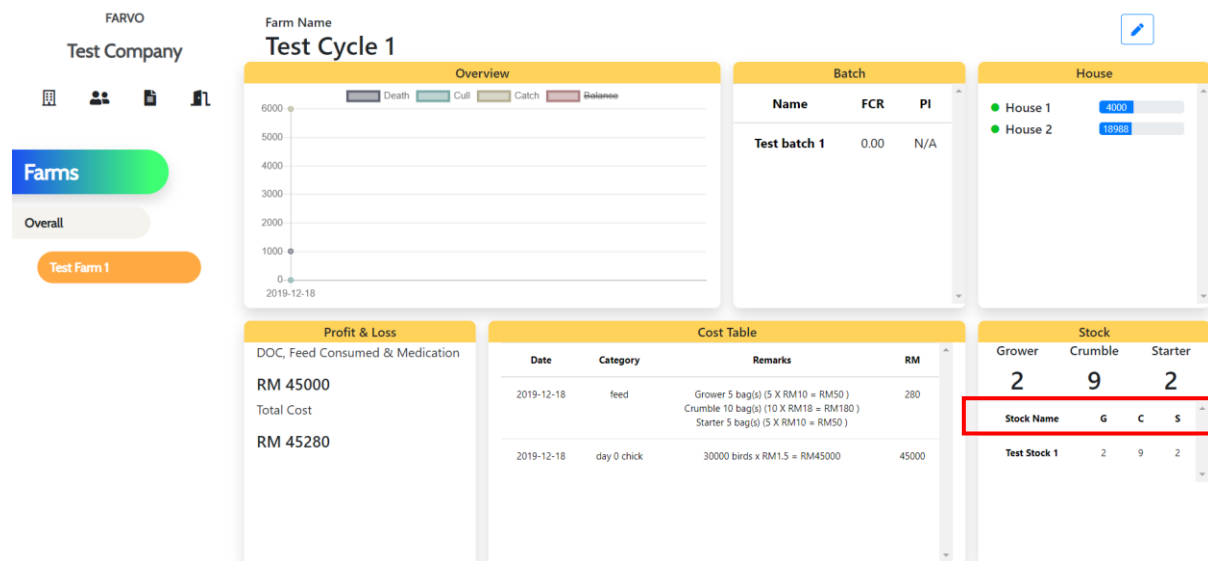 FARVO
Test Company
Farms
Overall
Test Farm 1
Farm Name
Test Cycle 1
Overview
Death Cull Catch Balance
6000
5000
4000
3000
2000
1000
0
2019-12-18
Batch
Name FCR PI
Test batch 1 0.00 N/A
House
House 1 4000
House 2 18988
Profit & Loss
DOC, Feed Consumed & Medication
RM 45000
Total Cost
RM 45280
Cost Table
Date Category Remarks RM
2019-12-18 feed Grower 5 bag(s) (5 X RM10 = RM50 ) 280
Crumble 10 bag(s) (10 X RM18 = RM180 )
Starter 5 bag(s) (5 X RM10 = RM50 )
2019-12-18 day 0 chick 30000 birds x RM1.5 = RM45000 45000
Stock
Grower Crumble Starter
2 9 2
Stock Name G C S
Test Stock 1 2 9 2